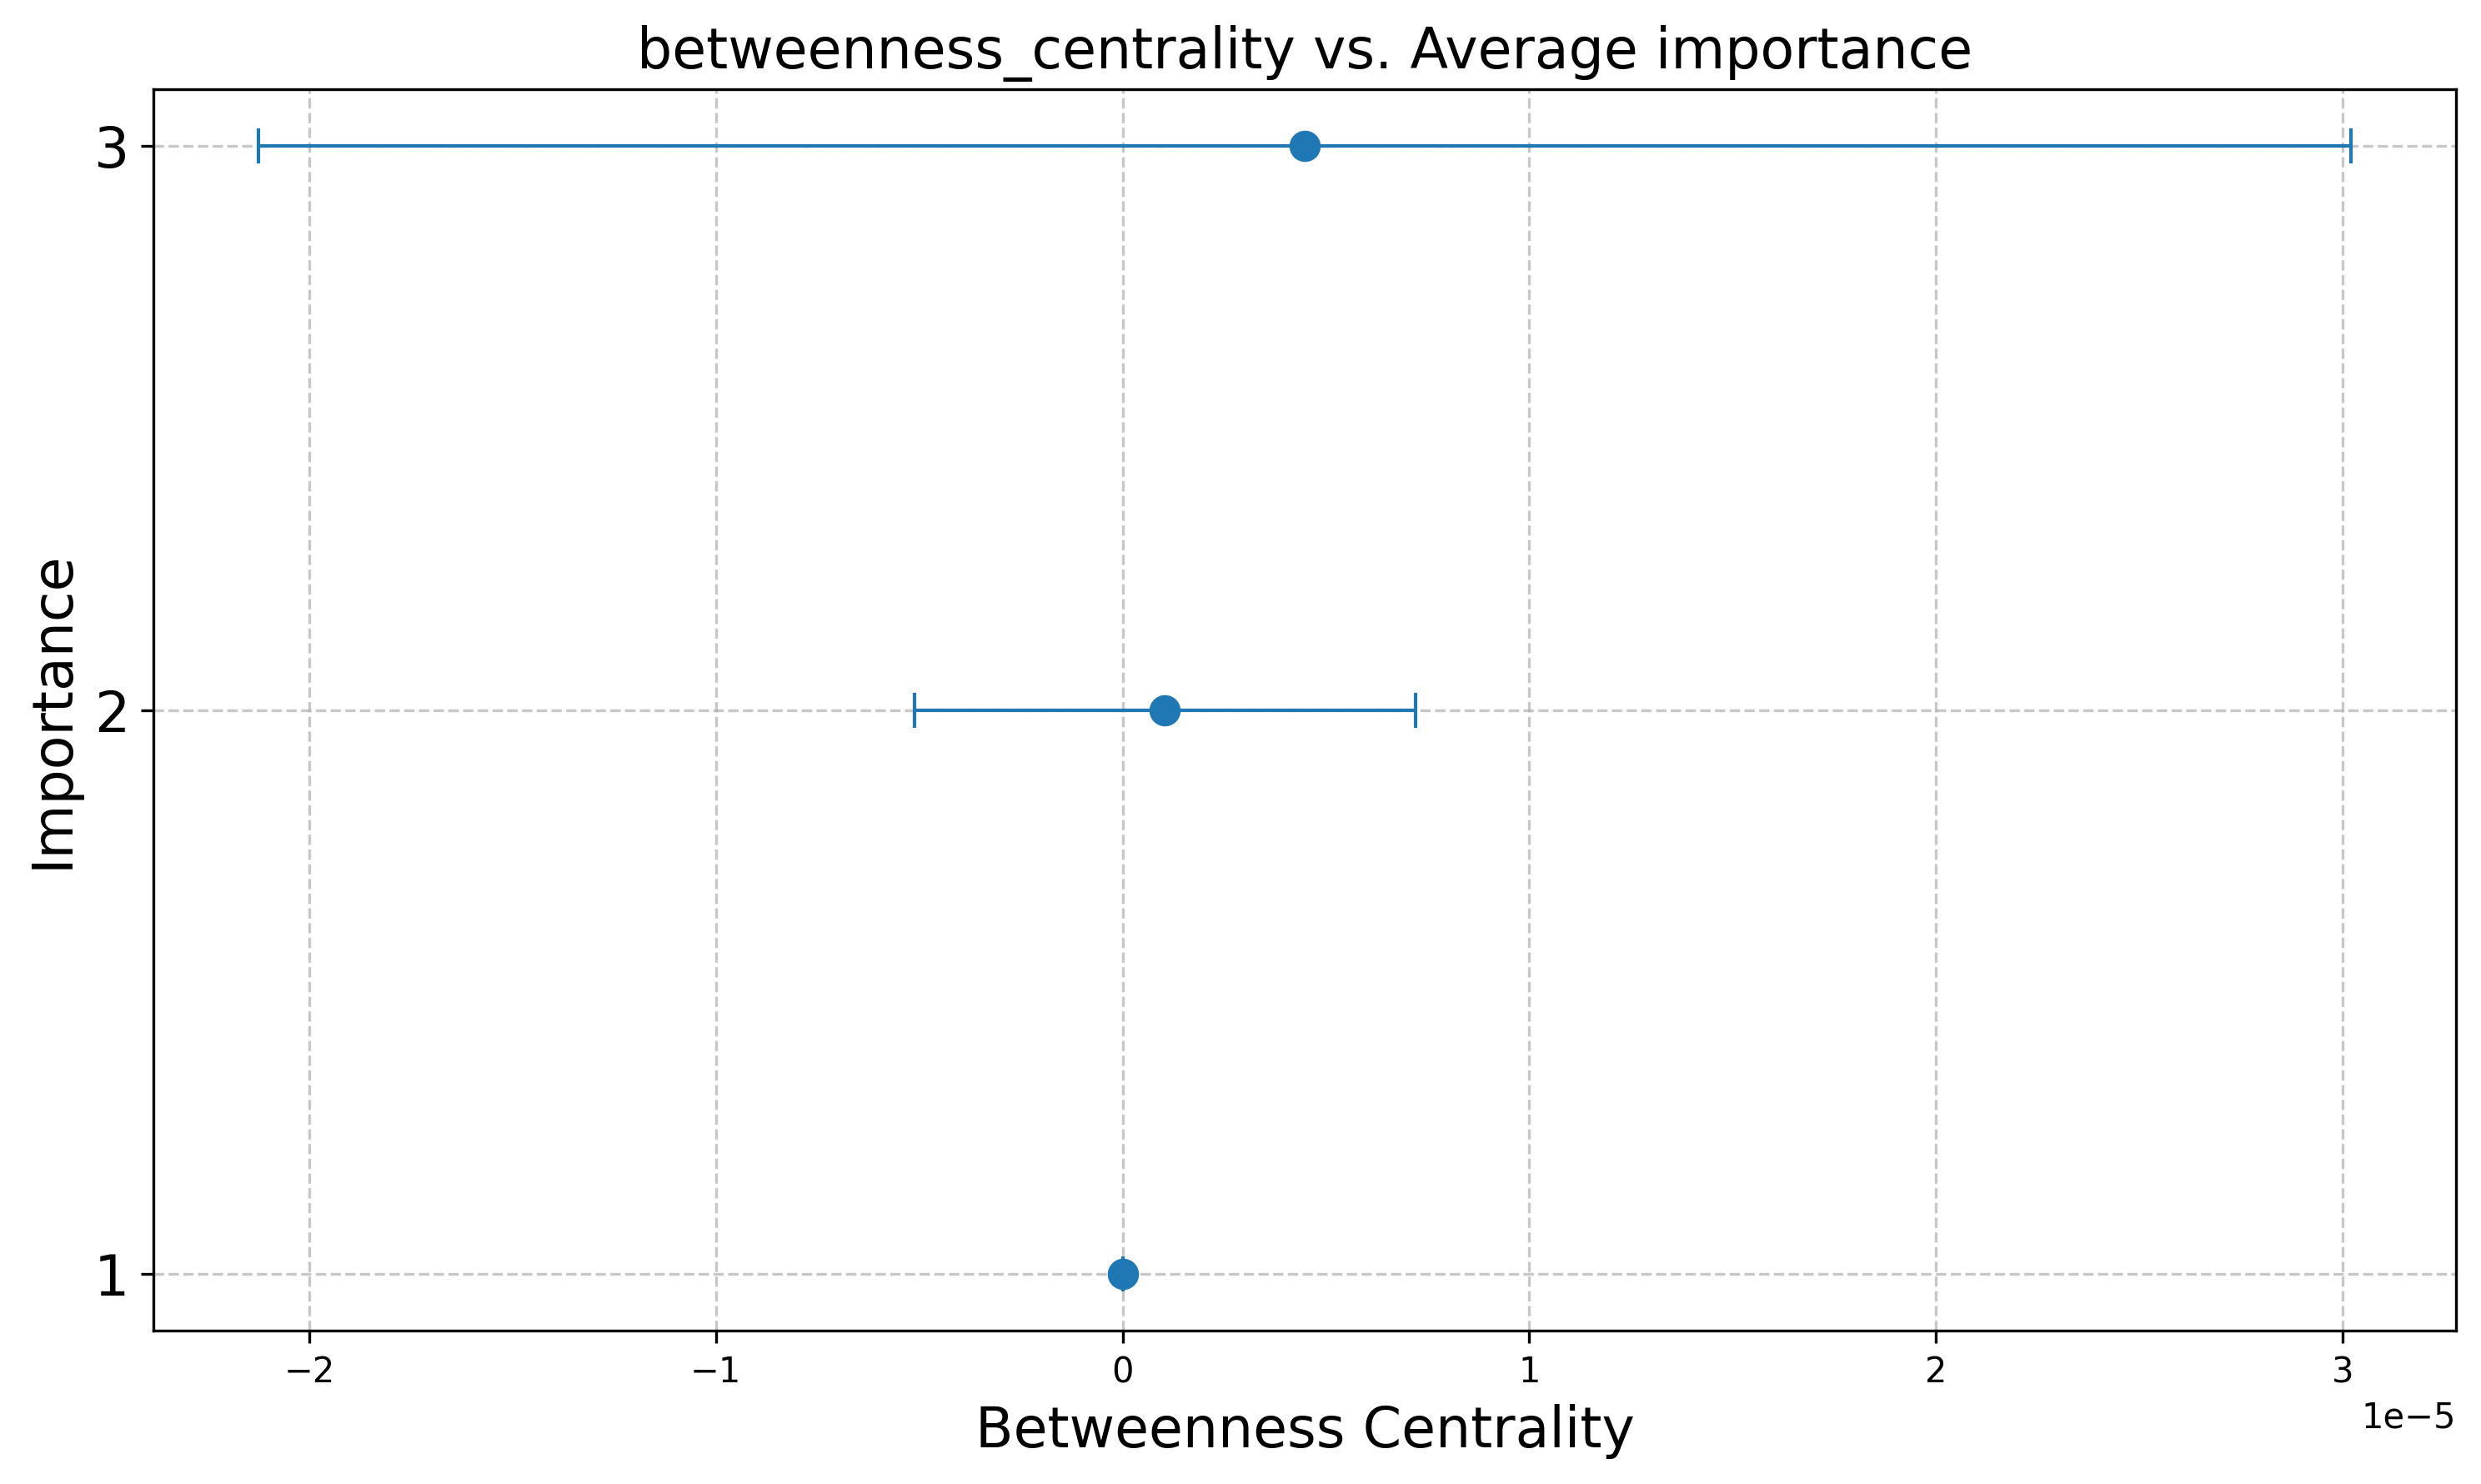 betweenness_centrality vs. Average importance
3
2
1
Importance
−2 −1 0 1 2 3
1e−5
Betweenness Centrality